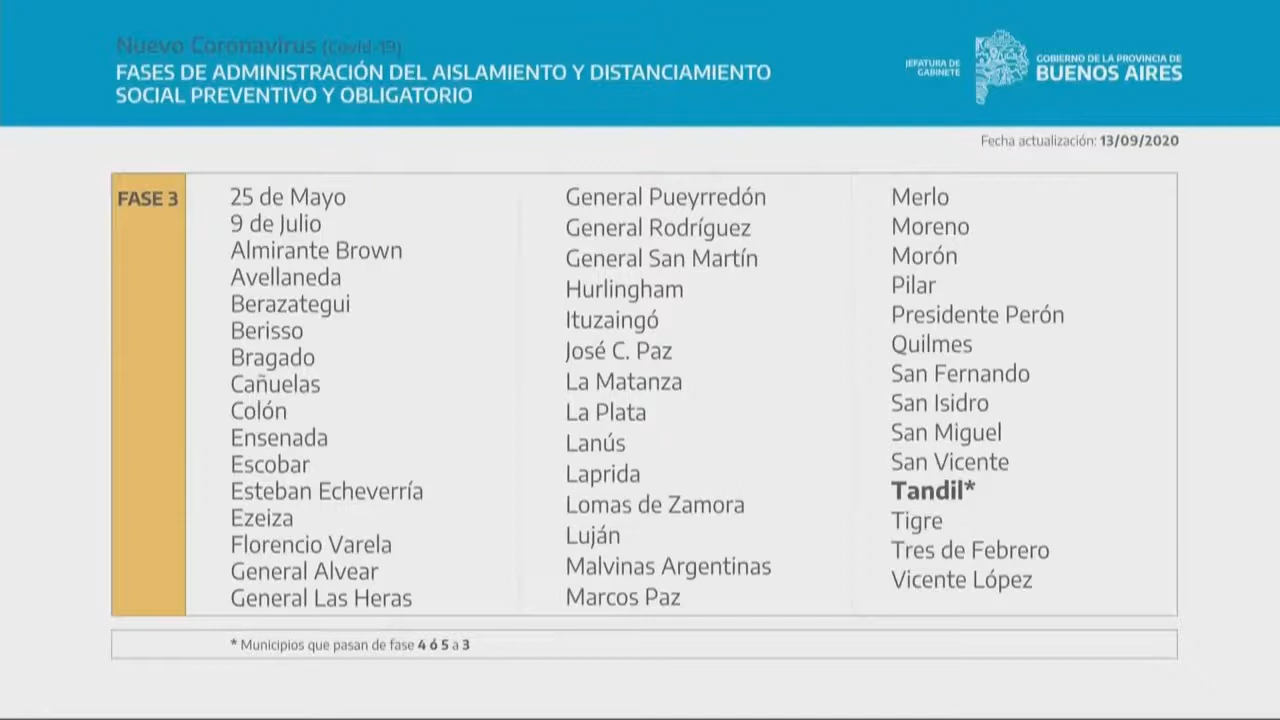 Nuevo Coronavirus (Covid-19)
FASES DE ADMINISTRACIÓN DEL AISLAMIENTO Y DISTANCIAMIENTO
SOCIAL PREVENTIVO Y OBLIGATORIO
JEFATURA DE
GABINETE
GOBIERNO DE LA PROVINCIA DE
BUENOS AIRES
Fecha actualización: 13/09/2020
FASE 3
25 de Mayo
9 de Julio
Almirante Brown
Avellaneda
Berazategui
Berisso
Bragado
Cañuelas
Colón
Ensenada
Escobar
Esteban Echeverría
Ezeiza
Florencio Varela
General Alvear
General Las Heras
General Pueyrredón
General Rodríguez
General San Martín
Hurlingham
Ituzaingó
José C. Paz
La Matanza
La Plata
Lanús
Laprida
Lomas de Zamora
Luján
Malvinas Argentinas
Marcos Paz
Merlo
Moreno
Morón
Pilar
Presidente Perón
Quilmes
San Fernando
San Isidro
San Miguel
San Vicente
Tandil*
Tigre
Tres de Febrero
Vicente López
* Municipios que pasan de fase 4 ó 5 a 3